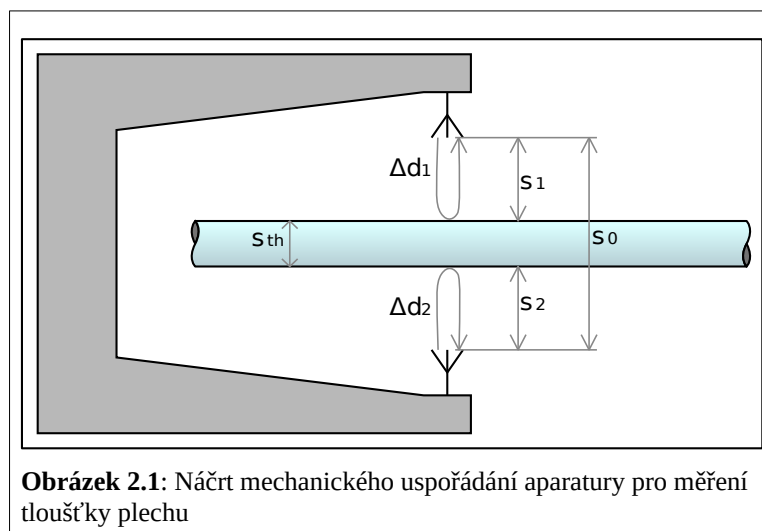 Δd1
s1
sth
s0
Δd2
s2
Obrázek 2.1: Náčrt mechanického uspořádání aparatury pro měření
tloušťky plechu